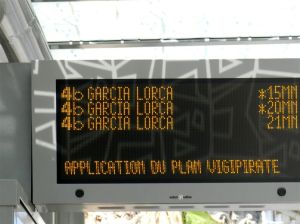 4b GARCIA LORCA *15MN
4b GARCIA LORCA *20MN
4b GARCIA LORCA 21MN
APPLICATION DU PLAN VIGIPIRATE